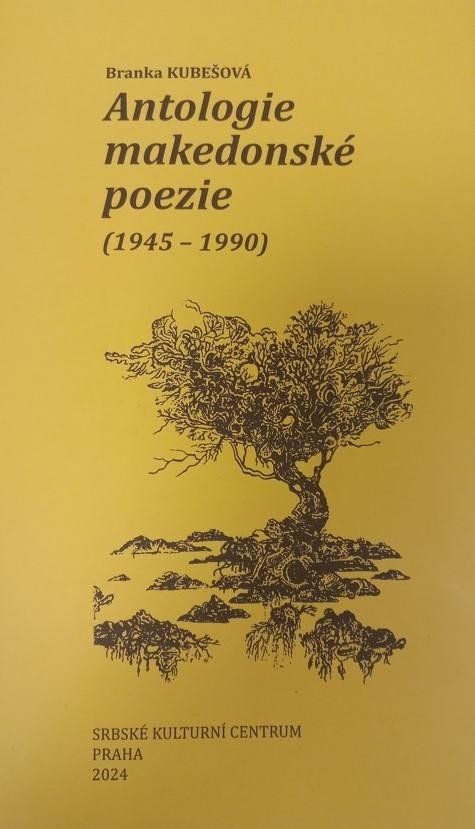 Branka KUBEŠOVÁ
Antologie
makedonské
poezie
(1945 – 1990)
SRBSKÉ KULTURNÍ CENTRUM
PRAHA
2024